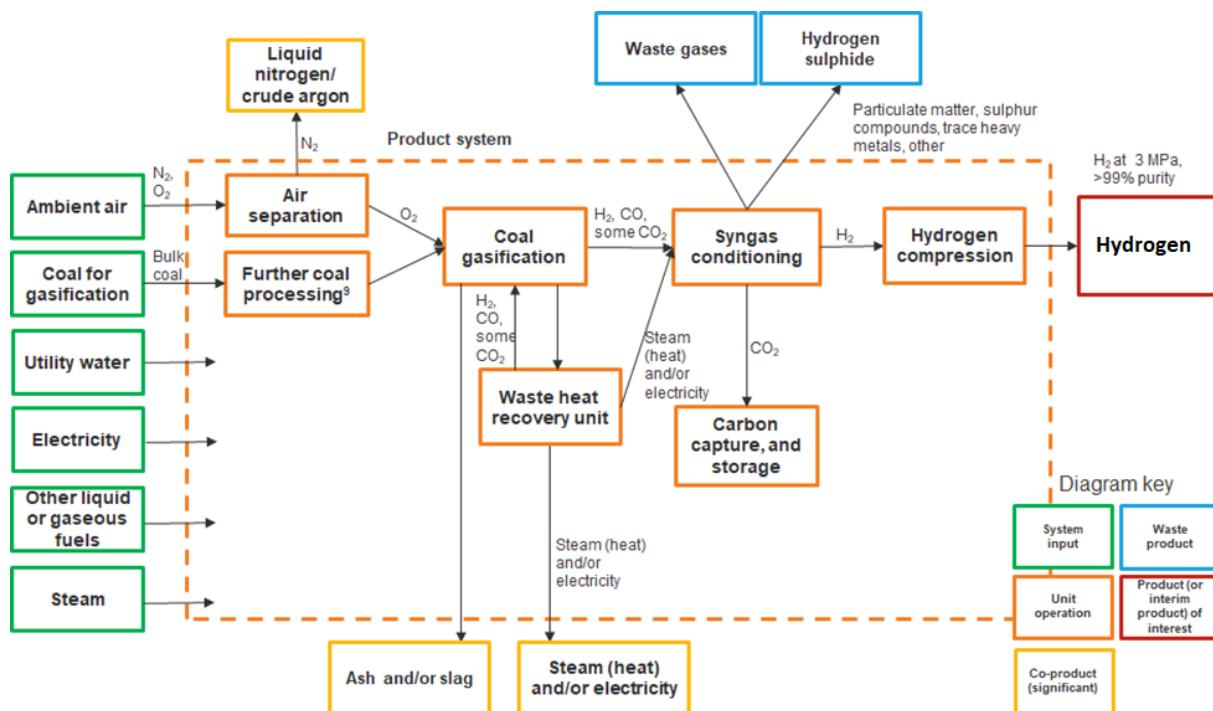 Liquid
nitrogen/
crude argon
Waste gases
Hydrogen
sulphide
N₂
Product system
Particulate matter, sulphur
compounds, trace heavy
metals, other
N₂,
O₂
Ambient air
Air
separation
O₂
Coal for
gasification
Bulk
coal
Further coal
processing⁹
Coal
gasification
H₂, CO,
some CO₂
Syngas
conditioning
H₂
Hydrogen
compression
H₂ at 3 MPa,
>99% purity
Hydrogen
Utility water
H₂,
CO,
some
CO₂
Steam
(heat)
and/or
electricity
CO₂
Waste heat
recovery unit
Carbon
capture, and
storage
Electricity
Other liquid
or gaseous
fuels
Steam (heat)
and/or
electricity
Steam
Ash and/or slag
Steam (heat)
and/or electricity
Diagram key
System
input
Waste
product
Unit
operation
Product (or
interim
product) of
interest
Co-product
(significant)